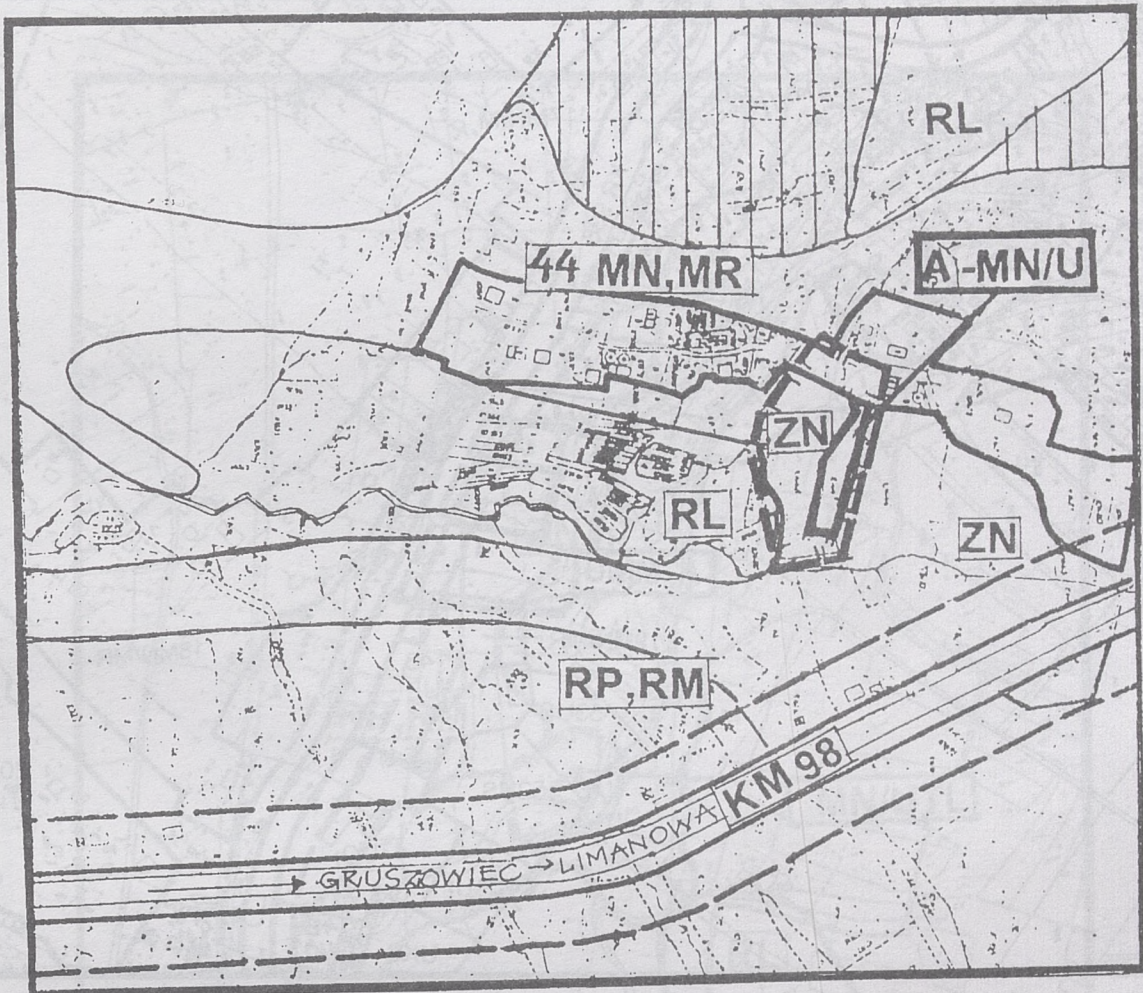 RL
44 MN,MR
A-MN/U
ZN
RL
ZN
RP,RM
KM 98
GRUSZOWIEC → LIMANOWA